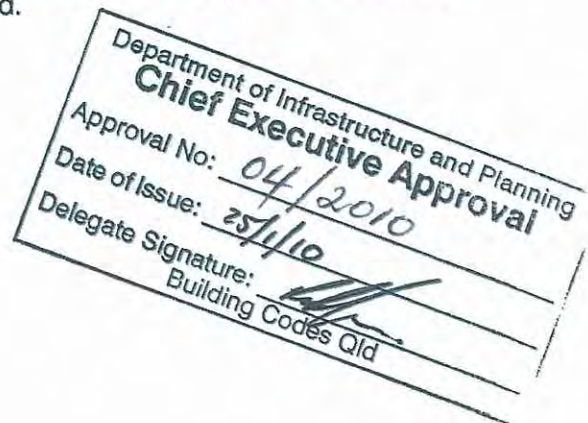 d.
Department of Infrastructure and Planning
Chief Executive Approval
Approval No: 04/2010
Date of Issue: 25/1/10
Delegate Signature:
Building Codes Qld